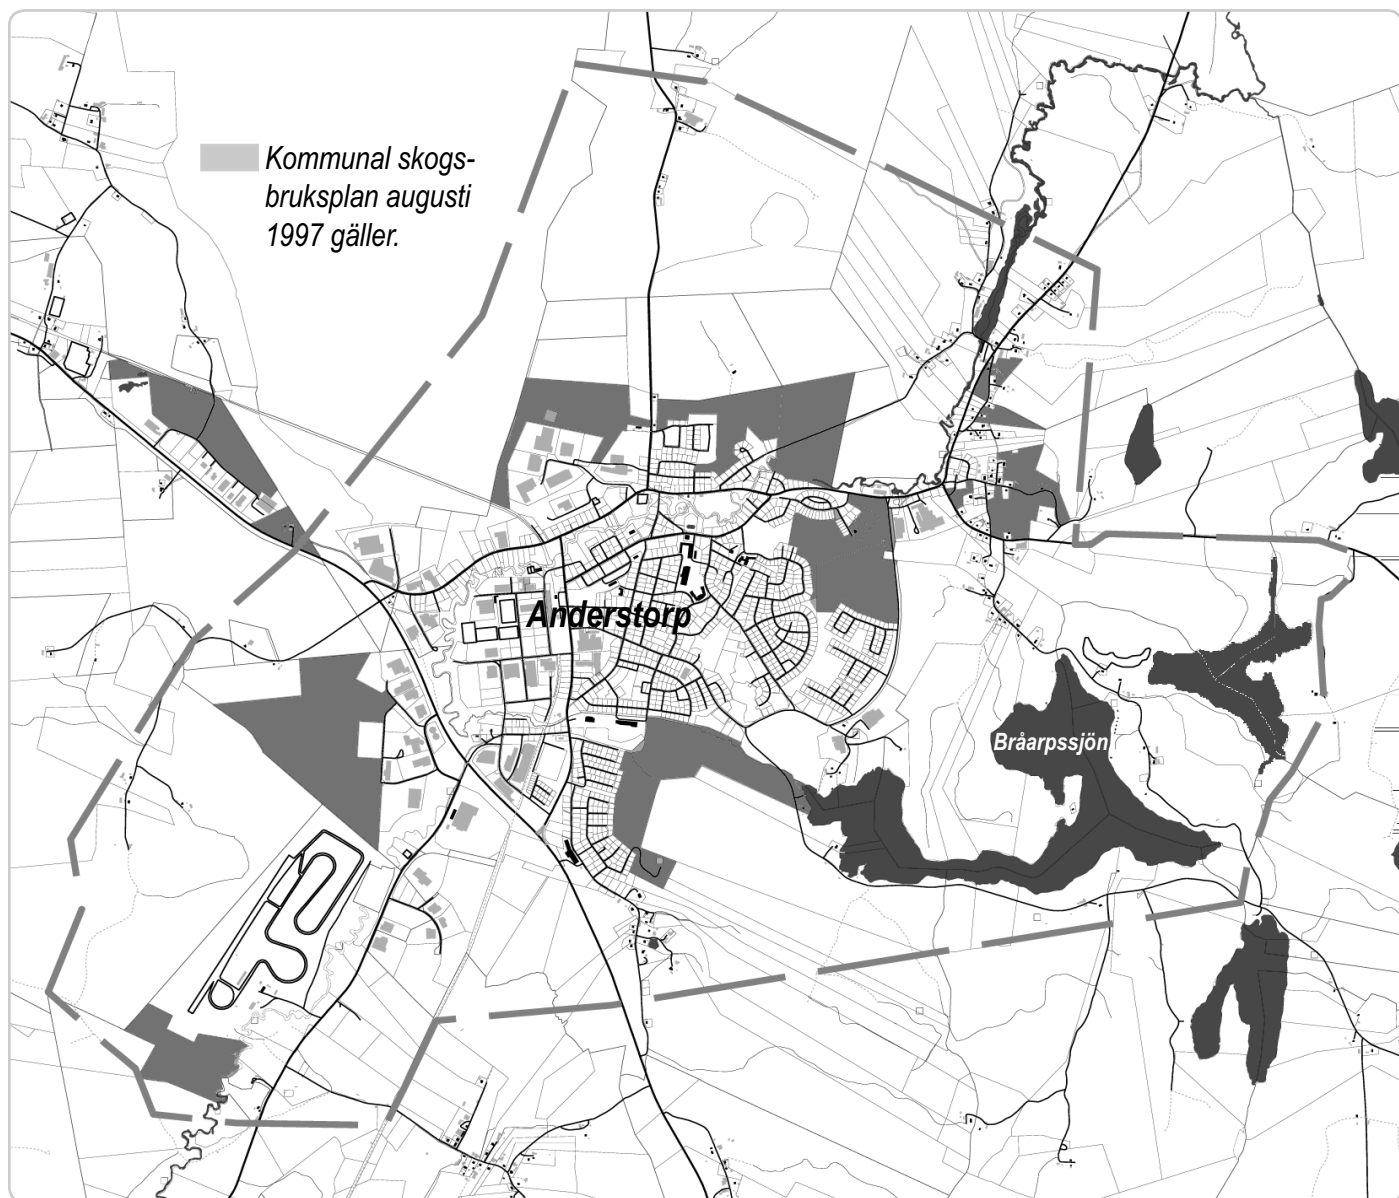 Kommunal skogs-
bruksplan augusti
1997 gäller.
Anderstorp
Bråarpssjön